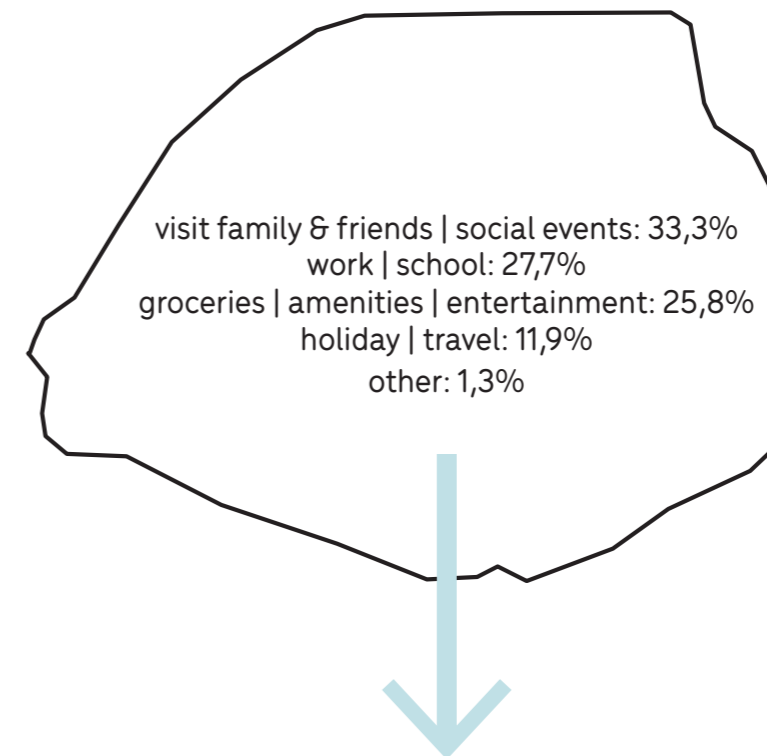 visit family & friends | social events: 33,3%
work | school: 27,7%
groceries | amenities | entertainment: 25,8%
holiday | travel: 11,9%
other: 1,3%